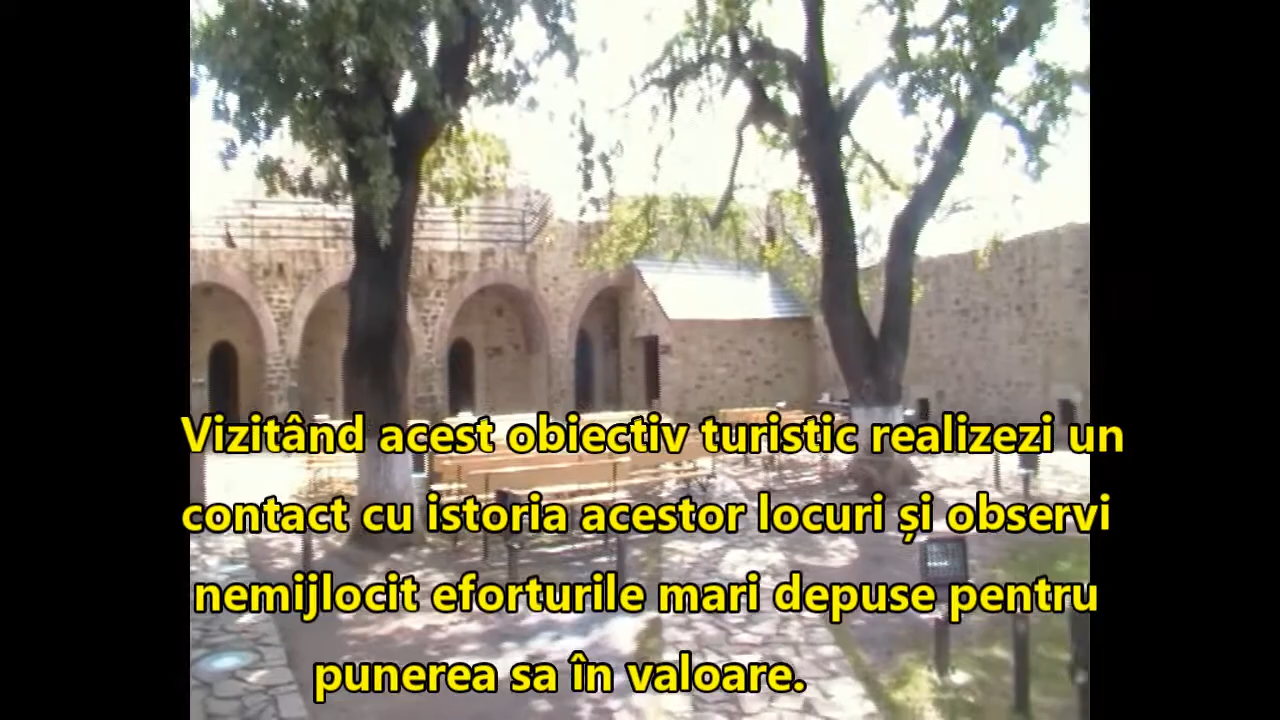 Vizitând acest obiectiv turistic realizezi un
contact cu istoria acestor locuri și observi
nemijlocit eforturile mari depuse pentru
punerea sa în valoare.